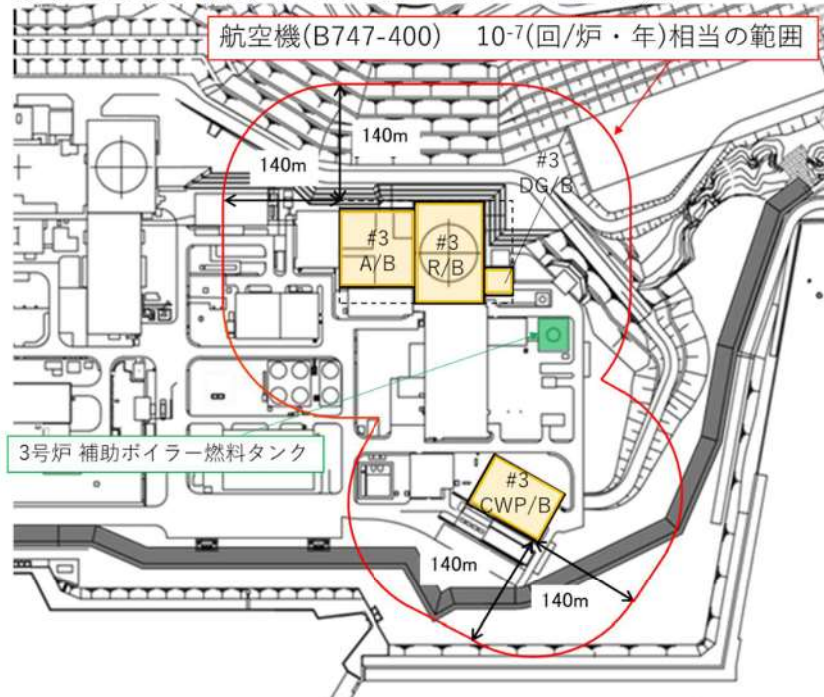 航空機(B747-400) 10⁻⁷(回/炉・年)相当の範囲
140m
140m
#3
DG/B
#3
A/B
#3
R/B
3号炉 補助ボイラー燃料タンク
#3
CWP/B
140m
140m